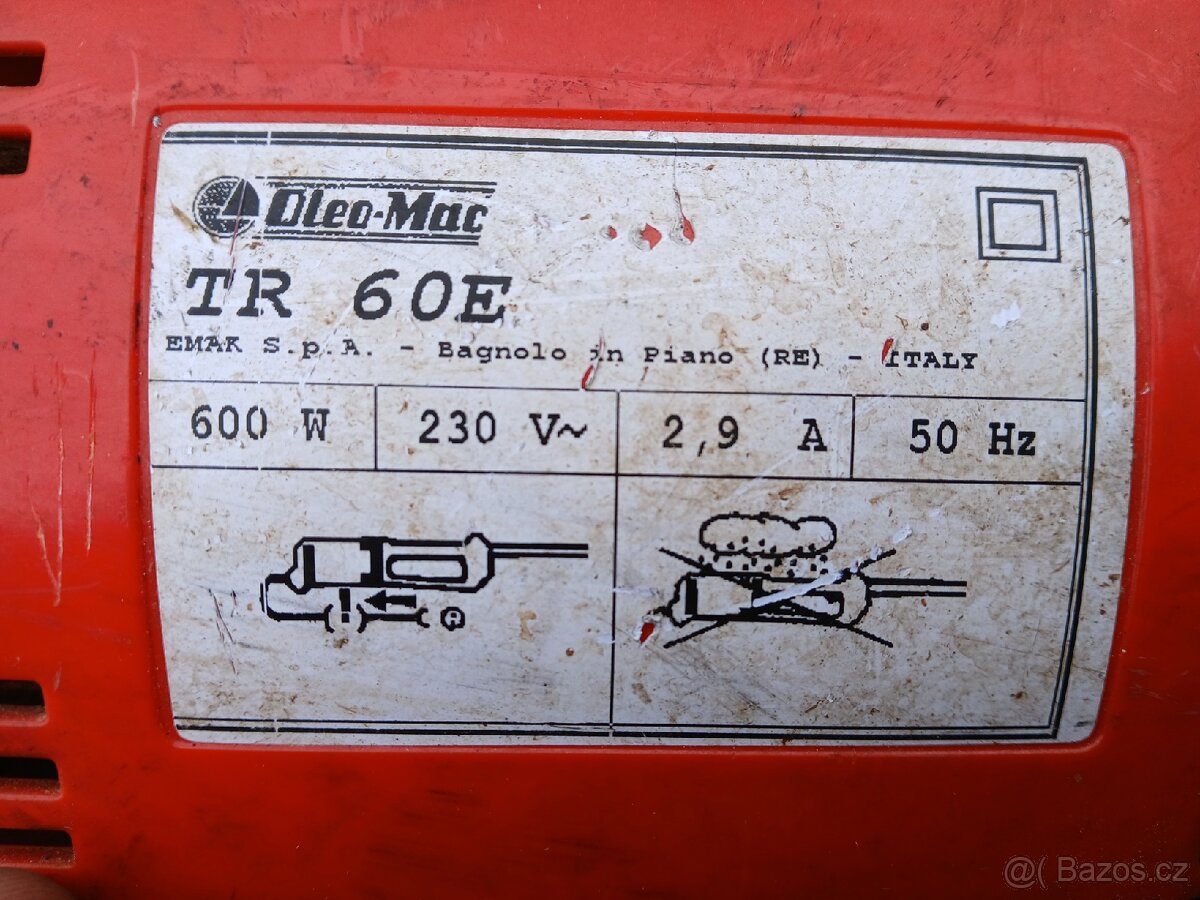 Oleo-Mac
TR 60E
EMAK S.p.A. - Bagnolo in Piano (RE) - ITALY
600 W 230 V~ 2,9 A 50 Hz
! A
@( Bazos.cz